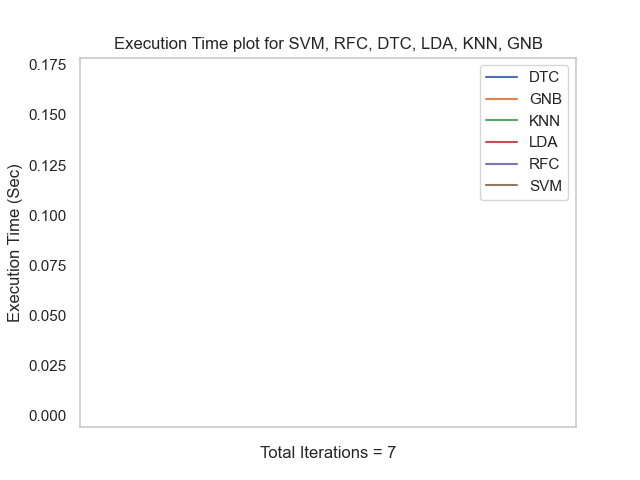 Execution Time plot for SVM, RFC, DTC, LDA, KNN, GNB
0.175
0.150
0.125
0.100
0.075
0.050
0.025
0.000
Execution Time (Sec)
DTC
GNB
KNN
LDA
RFC
SVM
Total Iterations = 7